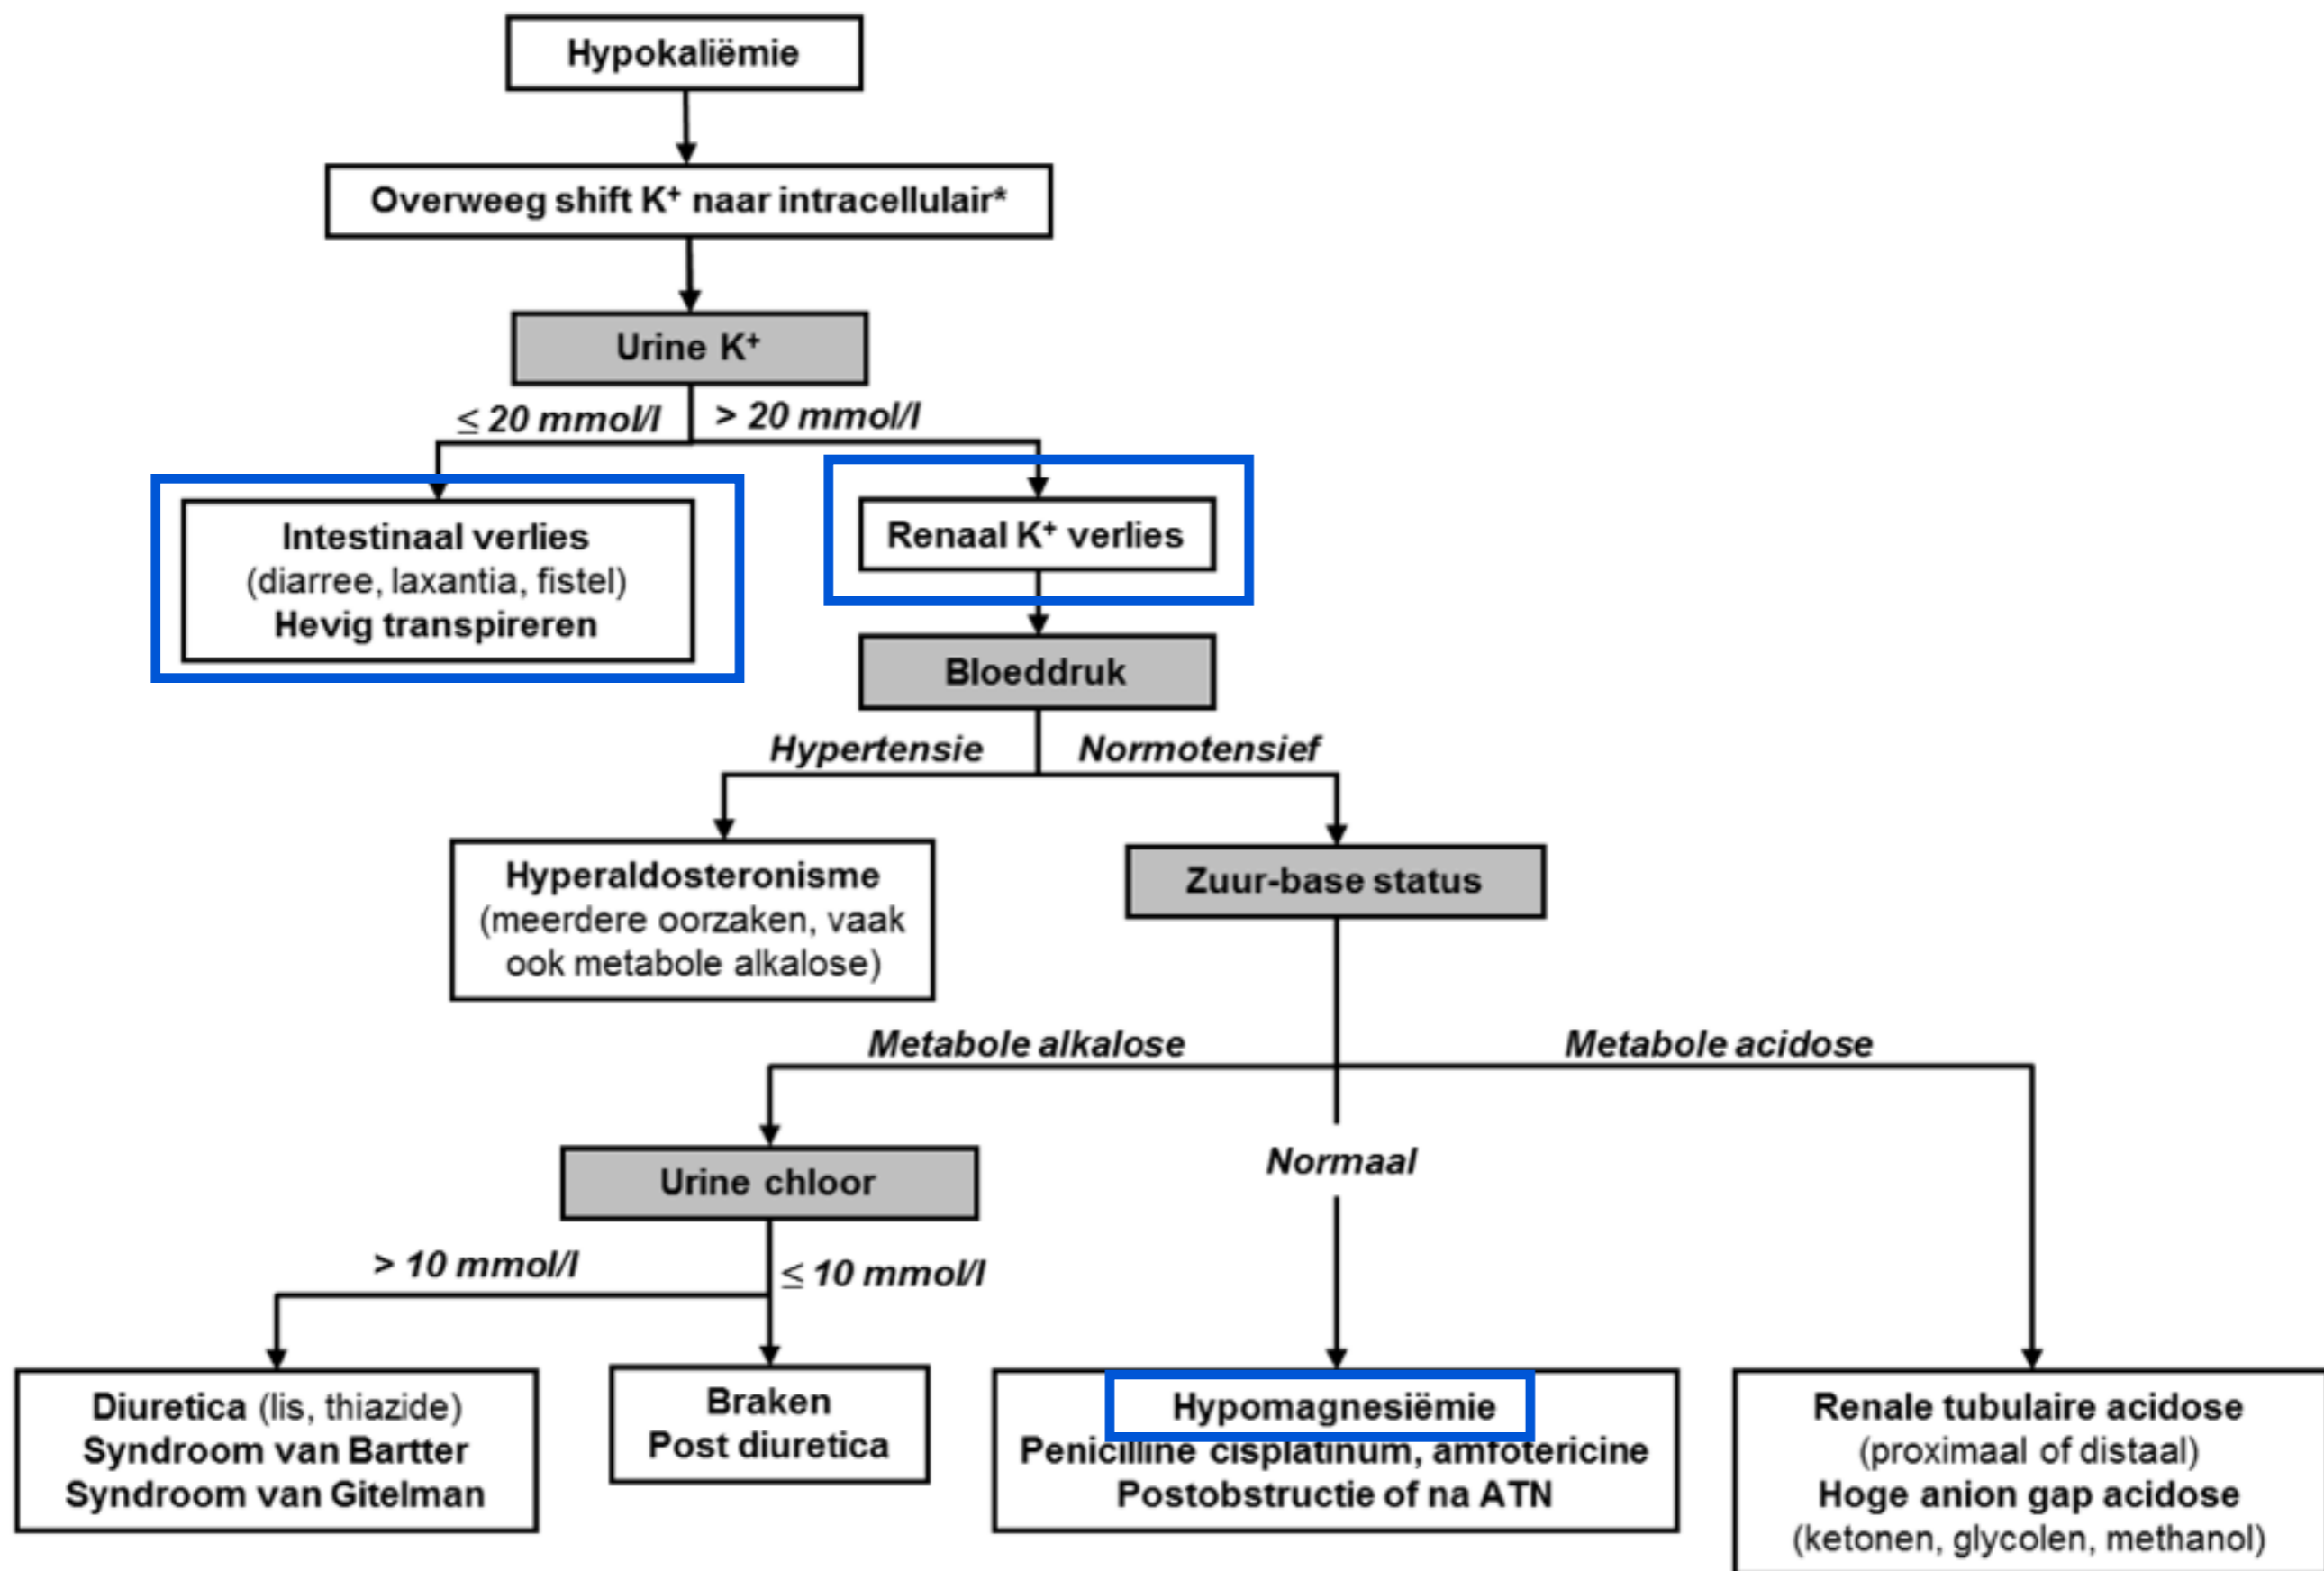 Hypokaliëmie
Overweeg shift K⁺ naar intracellulair*
Urine K⁺
≤ 20 mmol/l
> 20 mmol/l
Intestinaal verlies
(diarree, laxantia, fistel)
Hevig transpireren
Renaal K⁺ verlies
Bloeddruk
Hypertensie
Normotensief
Hyperaldosteronisme
(meerdere oorzaken, vaak
ook metabole alkalose)
Zuur-base status
Metabole alkalose
Metabole acidose
Urine chloor
Normaal
> 10 mmol/l
≤ 10 mmol/l
Diuretica (lis, thiazide)
Syndroom van Bartter
Syndroom van Gitelman
Braken
Post diuretica
Hypomagnesiëmie
Penicilline cisplatinum, amfotericine
Postobstructie of na ATN
Renale tubulaire acidose
(proximaal of distaal)
Hoge anion gap acidose
(ketonen, glycolen, methanol)